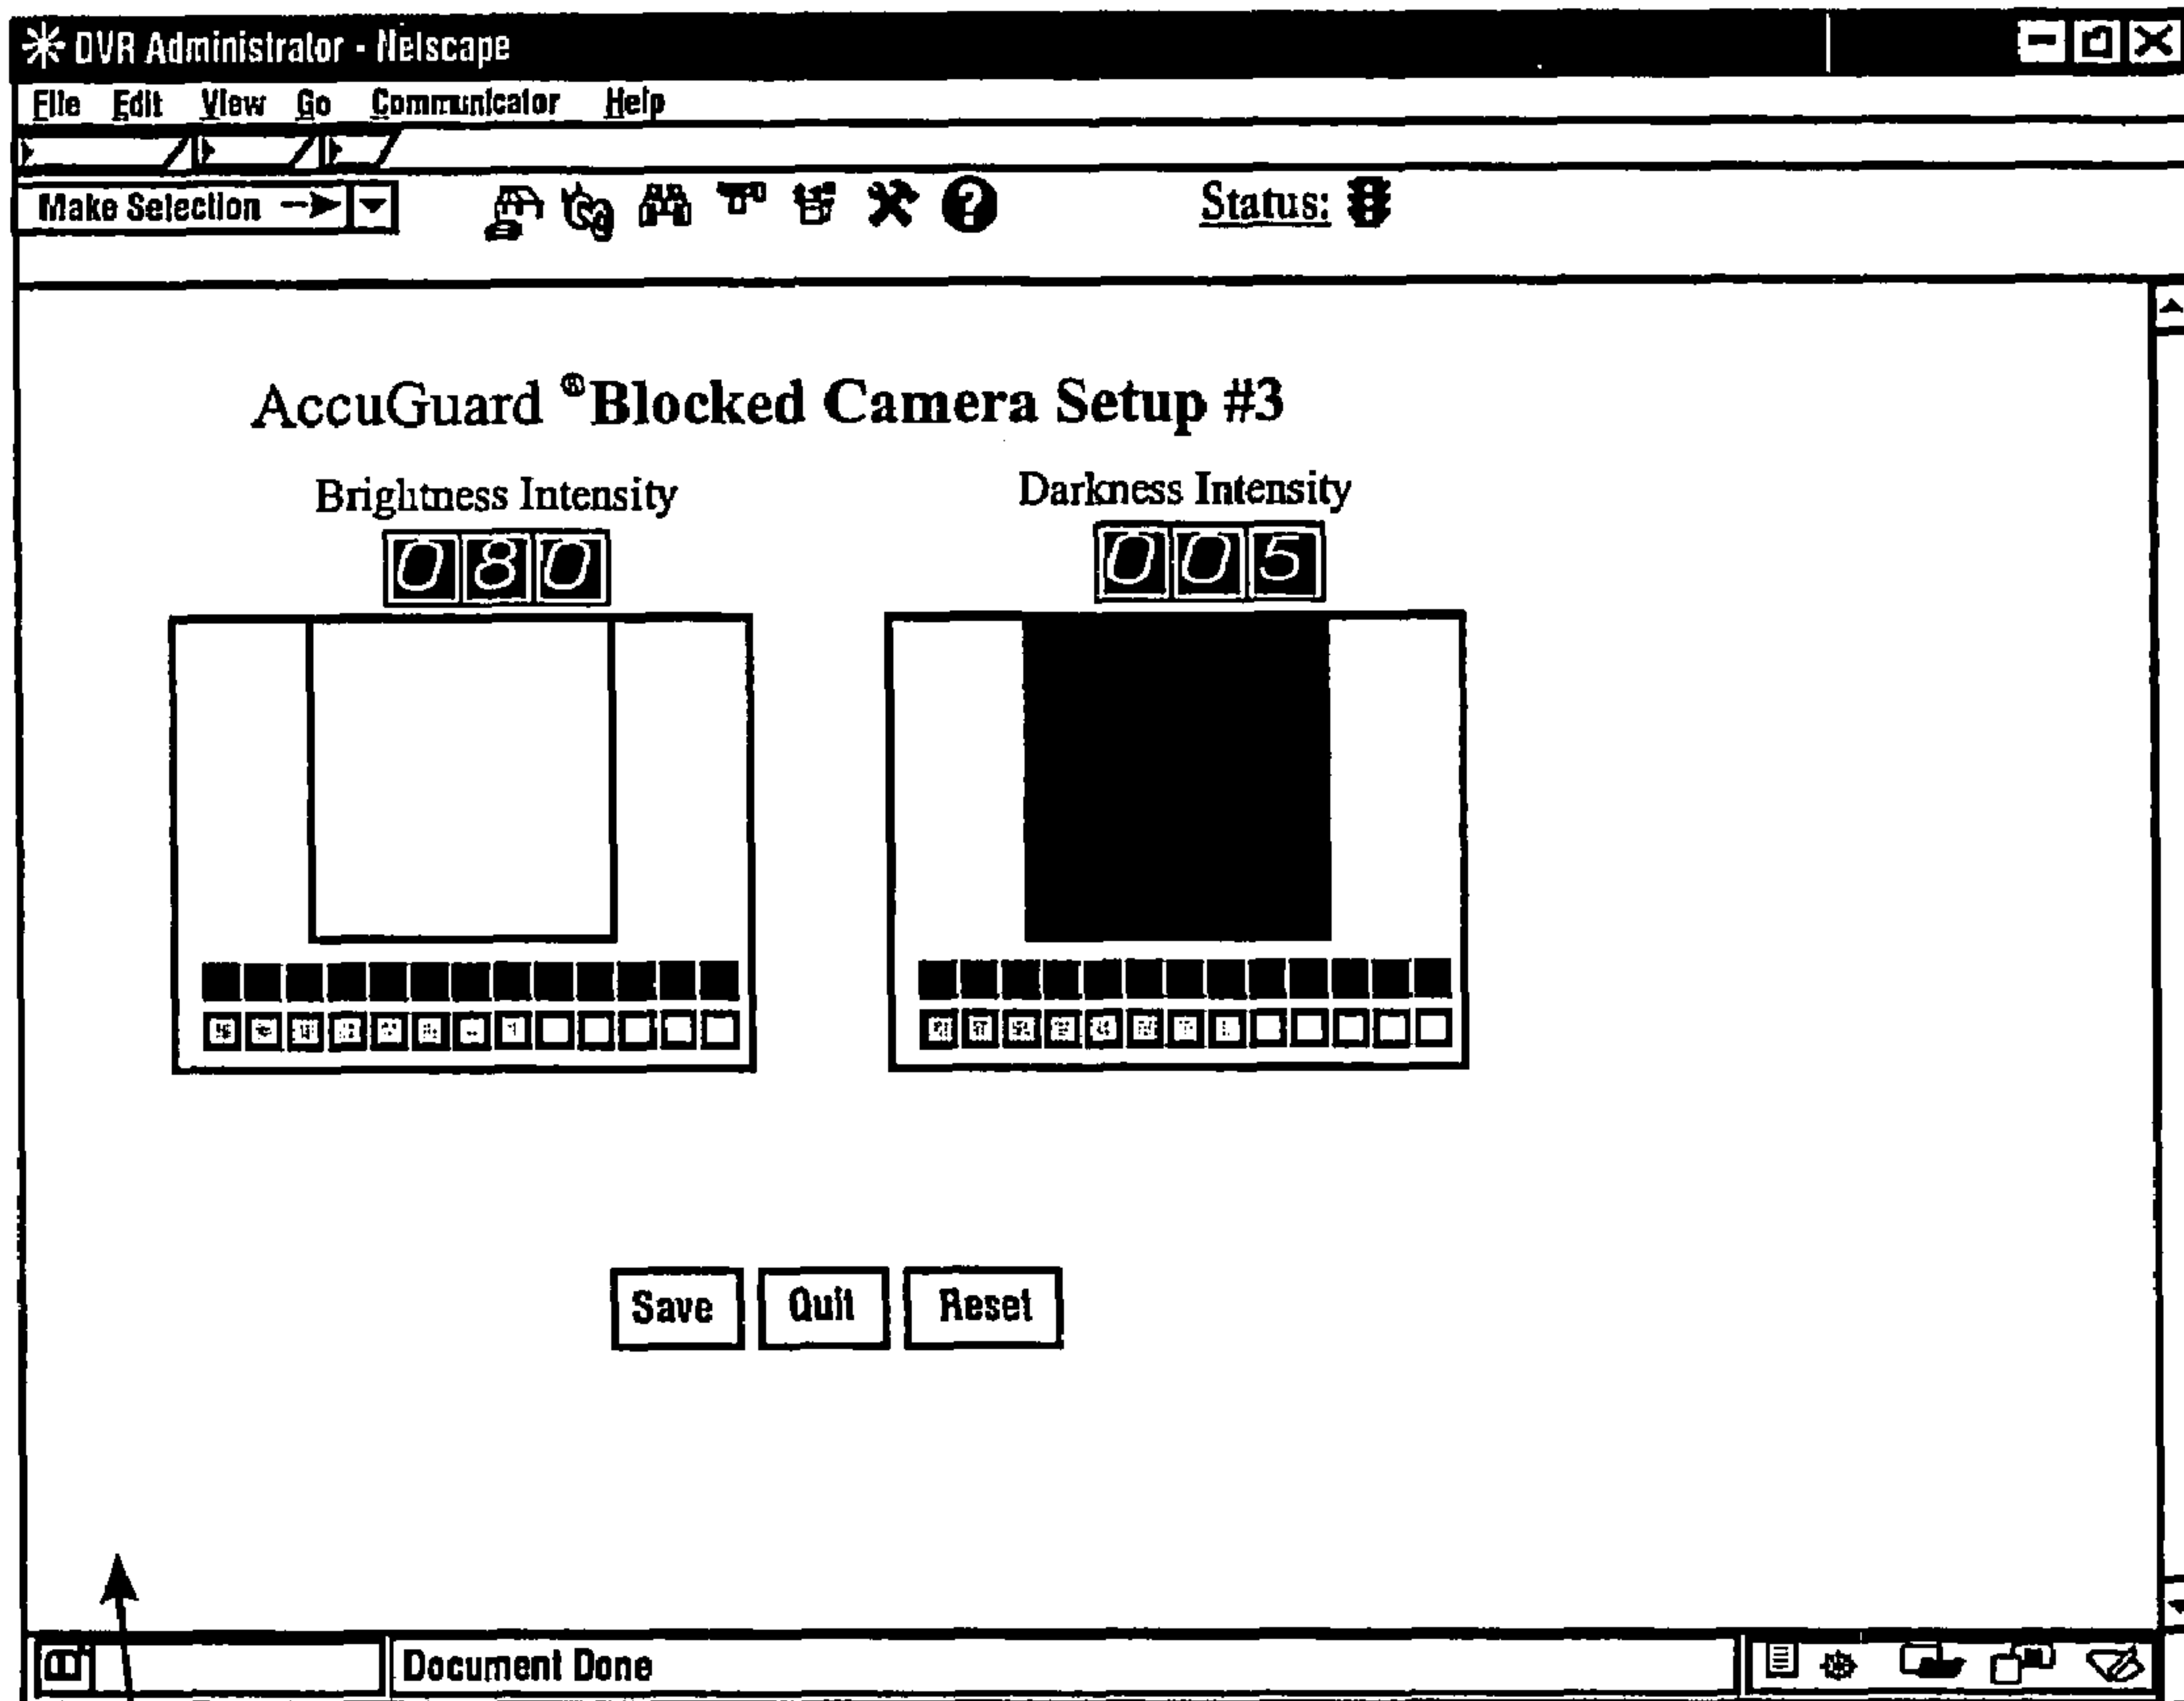 DVR Administrator - Netscape
File Edit View Go Communicator Help
Make Selection
Status:
AccuGuard ®Blocked Camera Setup #3
Brightness Intensity
Darkness Intensity
080
005
Save Quit Reset
Document Done